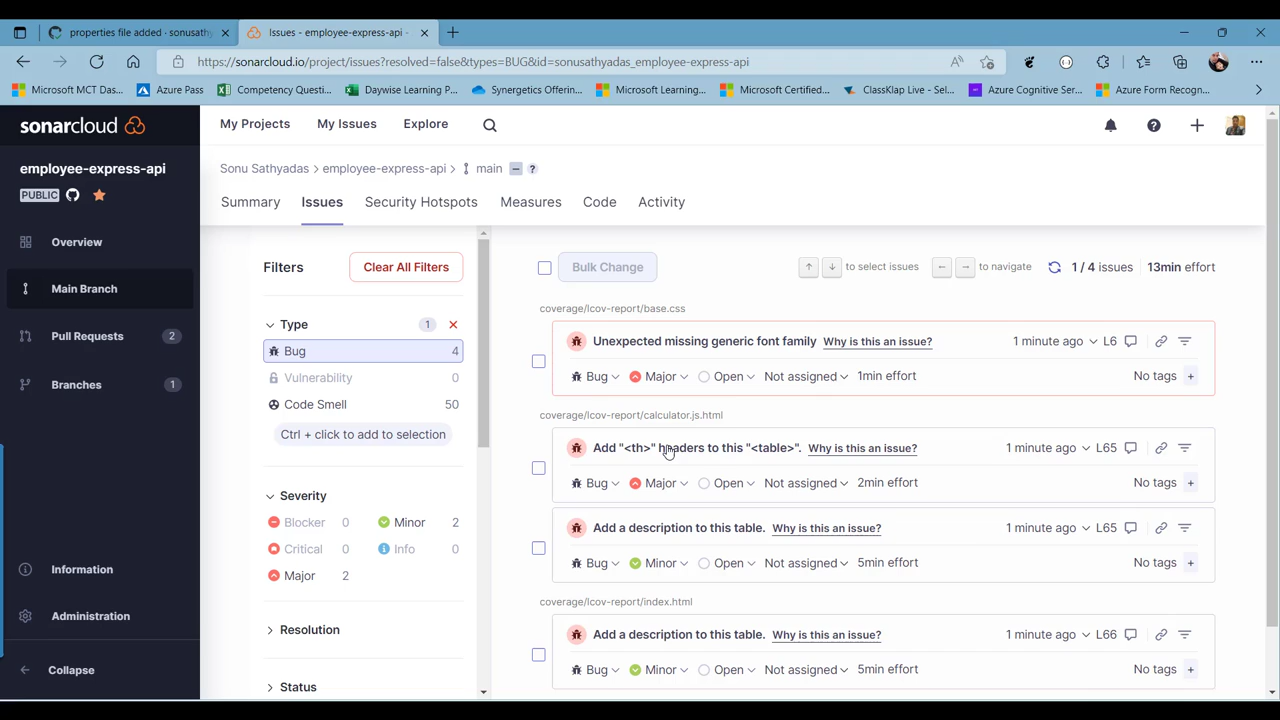 properties file added · sonusath
Issues - employee-express-api -
https://sonarcloud.io/project/issues?resolved=false&types=BUG&id=sonusathyadas_employee-express-api
Microsoft MCT Das...
Azure Pass
Competency Questi...
Daywise Learning P...
Synergetics Offerin...
Microsoft Learning...
Microsoft Certified...
ClassKlap Live - Sel...
Azure Cognitive Ser...
Azure Form Recogn...
sonarcloud
My Projects
My Issues
Explore
employee-express-api
PUBLIC
Sonu Sathyadas > employee-express-api > main
?
Summary
Issues
Security Hotspots
Measures
Code
Activity
Overview
Main Branch
Pull Requests 2
Branches 1
Information
Administration
Collapse
Filters
Clear All Filters
Type 1
Bug 4
Vulnerability 0
Code Smell 50
Ctrl + click to add to selection
Severity
Blocker 0
Minor 2
Critical 0
Info 0
Major 2
Resolution
Status
Bulk Change
to select issues
to navigate
1 / 4 issues
13min effort
coverage/lcov-report/base.css
Unexpected missing generic font family Why is this an issue? 1 minute ago L6
Bug Major Open Not assigned 1min effort No tags +
coverage/lcov-report/calculator.js.html
Add "<th>" headers to this "<table>". Why is this an issue? 1 minute ago L65
Bug Major Open Not assigned 2min effort No tags +
Add a description to this table. Why is this an issue? 1 minute ago L65
Bug Minor Open Not assigned 5min effort No tags +
coverage/lcov-report/index.html
Add a description to this table. Why is this an issue? 1 minute ago L66
Bug Minor Open Not assigned 5min effort No tags +